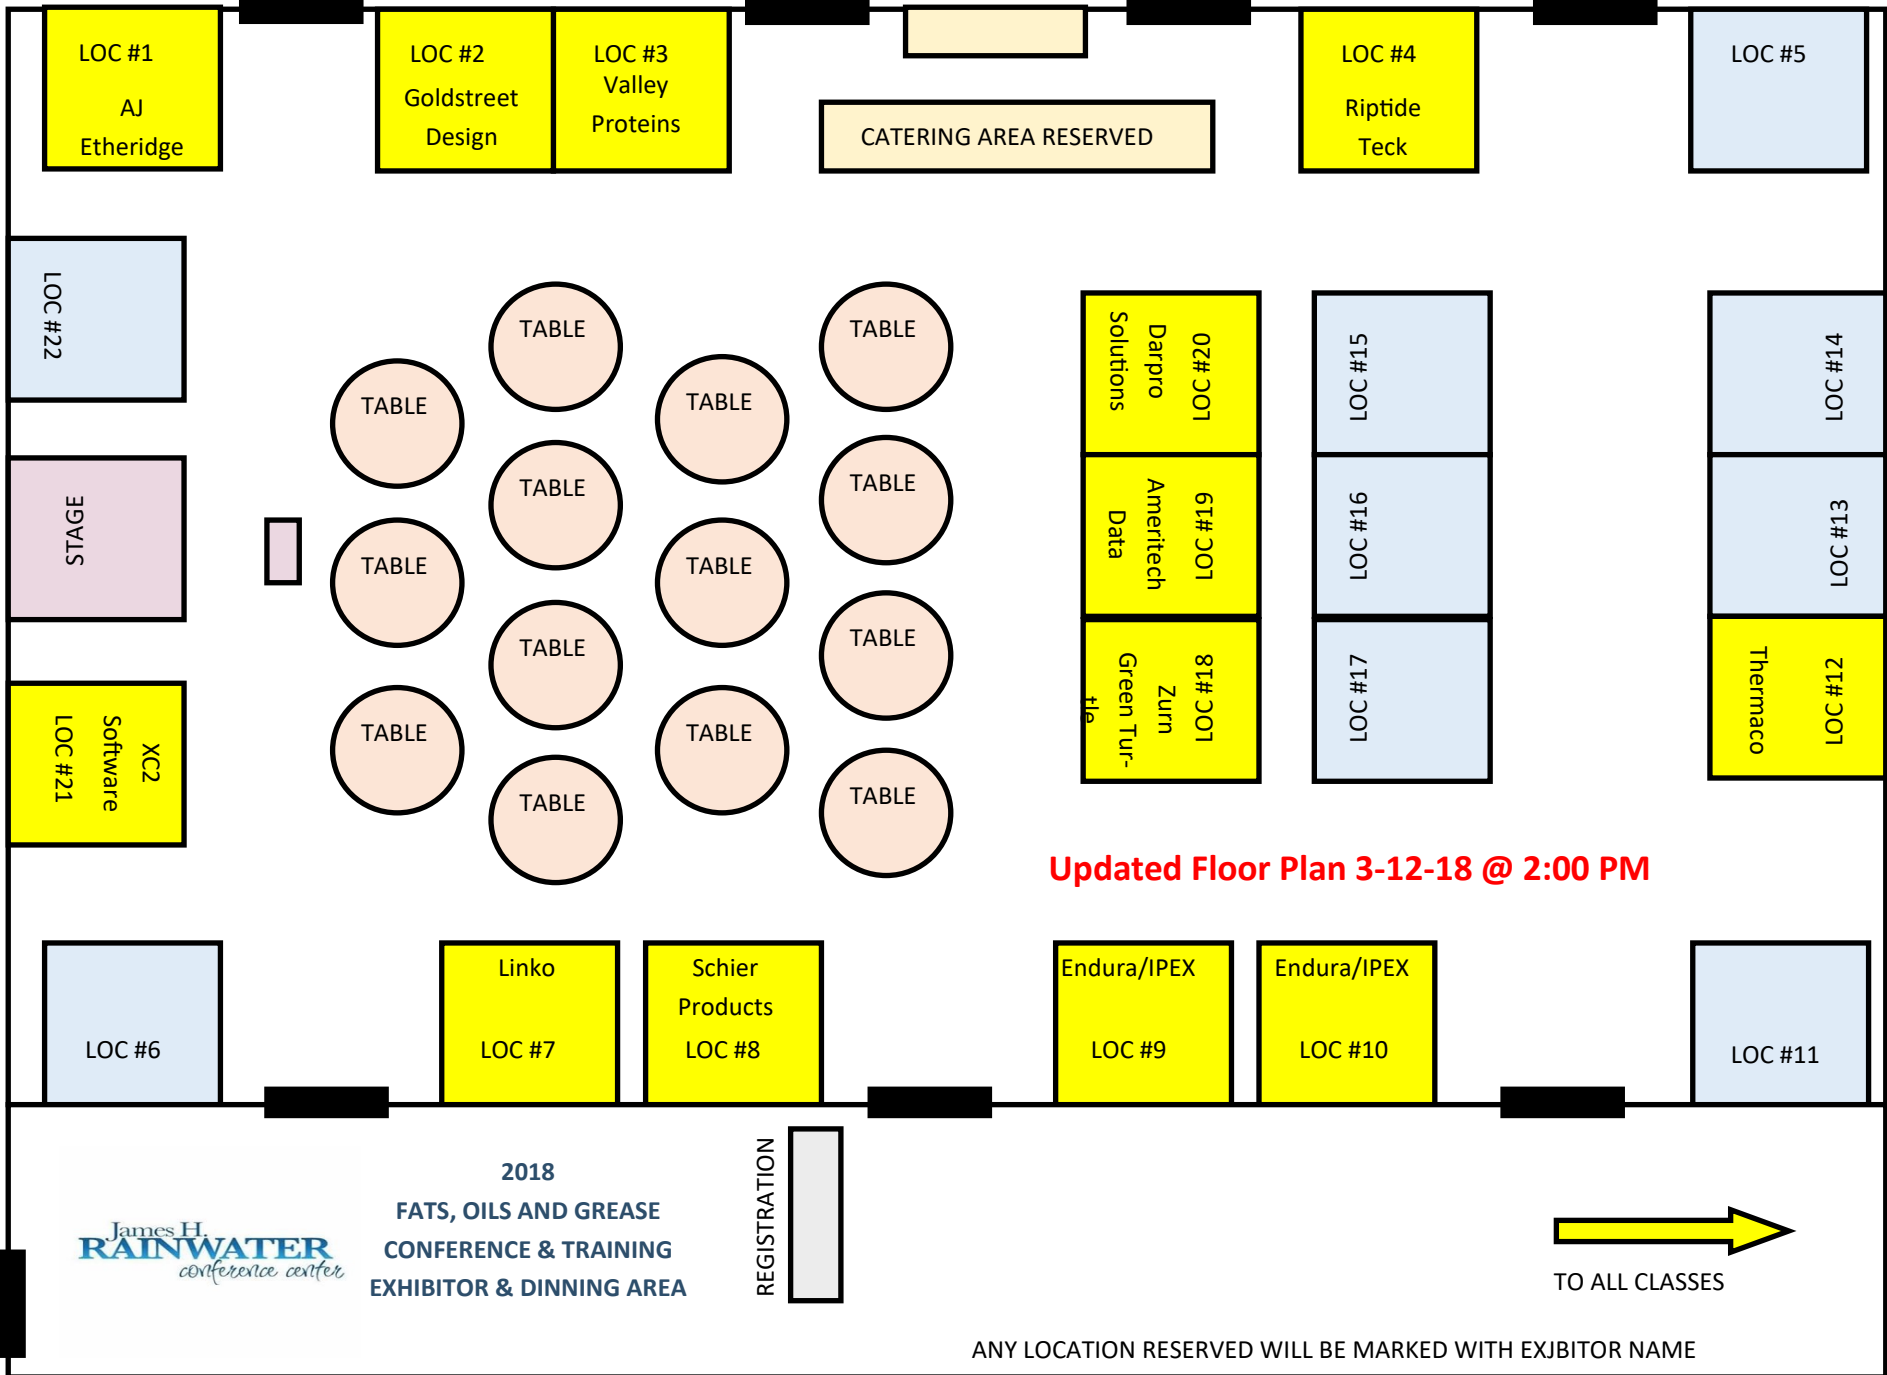 LOC #1
AJ
Etheridge
LOC #2
Goldstreet
Design
LOC #3
Valley
Proteins
CATERING AREA RESERVED
LOC #4
Riptide
Teck
LOC #5
LOC #22
STAGE
XC2
Software
LOC #21
TABLE
TABLE
TABLE
TABLE
TABLE
TABLE
TABLE
TABLE
TABLE
TABLE
TABLE
TABLE
TABLE
TABLE
LOC #20
Darpro
Solutions
LOC #19
Ameritech
Data
LOC #18
Zurn
Green Tur-
tle
LOC #15
LOC #16
LOC #17
LOC #14
LOC #13
LOC #12
Thermaco
Updated Floor Plan 3-12-18 @ 2:00 PM
LOC #6
Linko
LOC #7
Schier
Products
LOC #8
Endura/IPEX
LOC #9
Endura/IPEX
LOC #10
LOC #11
James H.
RAINWATER
conference center
2018
FATS, OILS AND GREASE
CONFERENCE & TRAINING
EXHIBITOR & DINNING AREA
REGISTRATION
TO ALL CLASSES
ANY LOCATION RESERVED WILL BE MARKED WITH EXJBITOR NAME